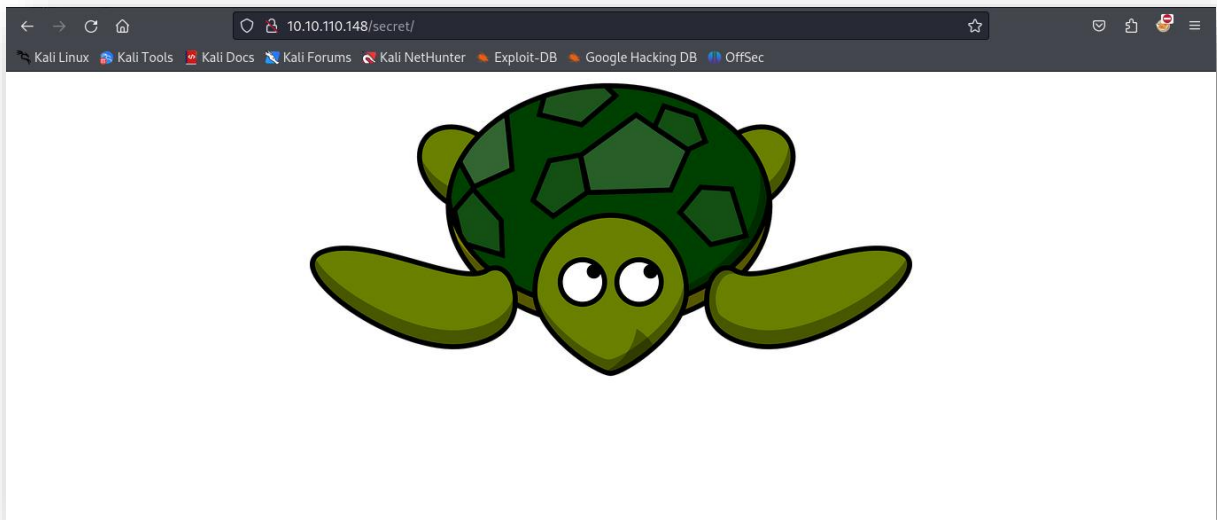 10.10.110.148/secret/
Kali Linux Kali Tools Kali Docs Kali Forums Kali NetHunter Exploit-DB Google Hacking DB OffSec